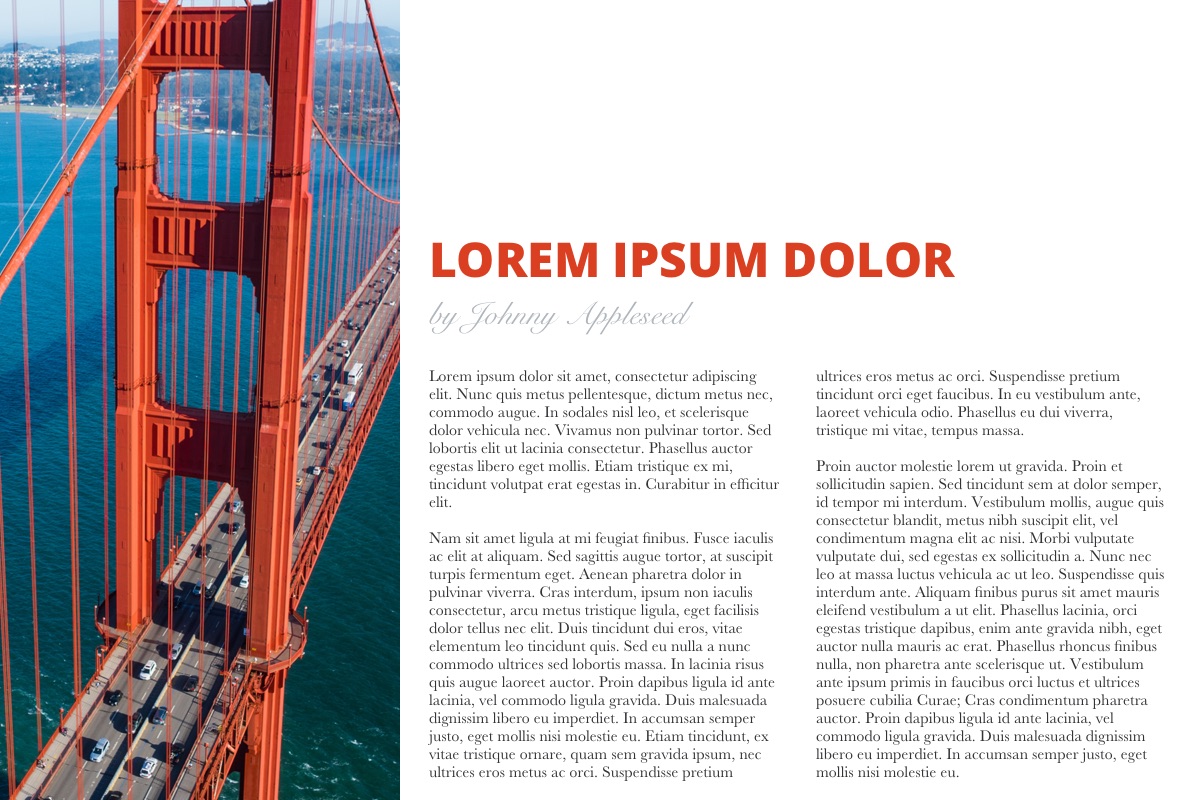 LOREM IPSUM DOLOR
by Johnny Appleseed
Lorem ipsum dolor sit amet, consectetur adipiscing
elit. Nunc quis metus pellentesque, dictum metus nec,
commodo augue. In sodales nisl leo, et scelerisque
dolor vehicula nec. Vivamus non pulvinar tortor. Sed
lobortis elit ut lacinia consectetur. Phasellus auctor
egestas libero eget mollis. Etiam tristique ex mi,
tincidunt volutpat erat egestas in. Curabitur in efficitur
elit.
Nam sit amet ligula at mi feugiat finibus. Fusce iaculis
ac elit at aliquam. Sed sagittis augue tortor, at suscipit
turpis fermentum eget. Aenean pharetra dolor in
pulvinar viverra. Cras interdum, ipsum non iaculis
consectetur, arcu metus tristique ligula, eget facilisis
dolor tellus nec elit. Duis tincidunt dui eros, vitae
elementum leo tincidunt quis. Sed eu nulla a nunc
commodo ultrices sed lobortis massa. In lacinia risus
quis augue laoreet auctor. Proin dapibus ligula id ante
lacinia, vel commodo ligula gravida. Duis malesuada
dignissim libero eu imperdiet. In accumsan semper
justo, eget mollis nisi molestie eu. Etiam tincidunt, ex
vitae tristique ornare, quam sem gravida ipsum, nec
ultrices eros metus ac orci. Suspendisse pretium
ultrices eros metus ac orci. Suspendisse pretium
tincidunt orci eget faucibus. In eu vestibulum ante,
laoreet vehicula odio. Phasellus eu dui viverra,
tristique mi vitae, tempus massa.
Proin auctor molestie lorem ut gravida. Proin et
sollicitudin sapien. Sed tincidunt sem at dolor semper,
id tempor mi interdum. Vestibulum mollis, augue quis
consectetur blandit, metus nibh suscipit elit, vel
condimentum magna elit ac nisi. Morbi vulputate
vulputate dui, sed egestas ex sollicitudin a. Nunc nec
leo at massa luctus vehicula ac ut leo. Suspendisse quis
interdum ante. Aliquam finibus purus sit amet mauris
eleifend vestibulum a ut elit. Phasellus lacinia, orci
egestas tristique dapibus, enim ante gravida nibh, eget
auctor nulla mauris ac erat. Phasellus rhoncus finibus
nulla, non pharetra ante scelerisque ut. Vestibulum
ante ipsum primis in faucibus orci luctus et ultrices
posuere cubilia Curae; Cras condimentum pharetra
auctor. Proin dapibus ligula id ante lacinia, vel
commodo ligula gravida. Duis malesuada dignissim
libero eu imperdiet. In accumsan semper justo, eget
mollis nisi molestie eu.